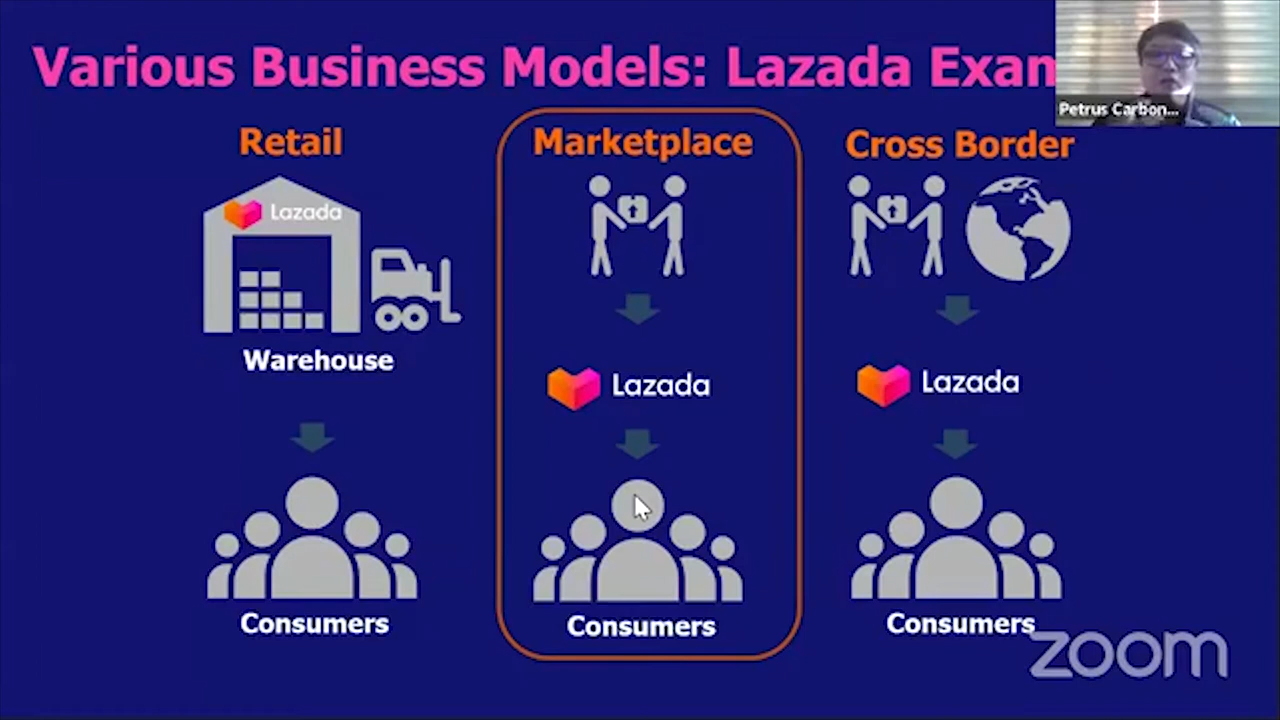 Various Business Models: Lazada Exam
Petrus Carbon...
Retail
Marketplace
Cross Border
Lazada
Warehouse
Lazada
Lazada
Consumers
Consumers
Consumers
zoom